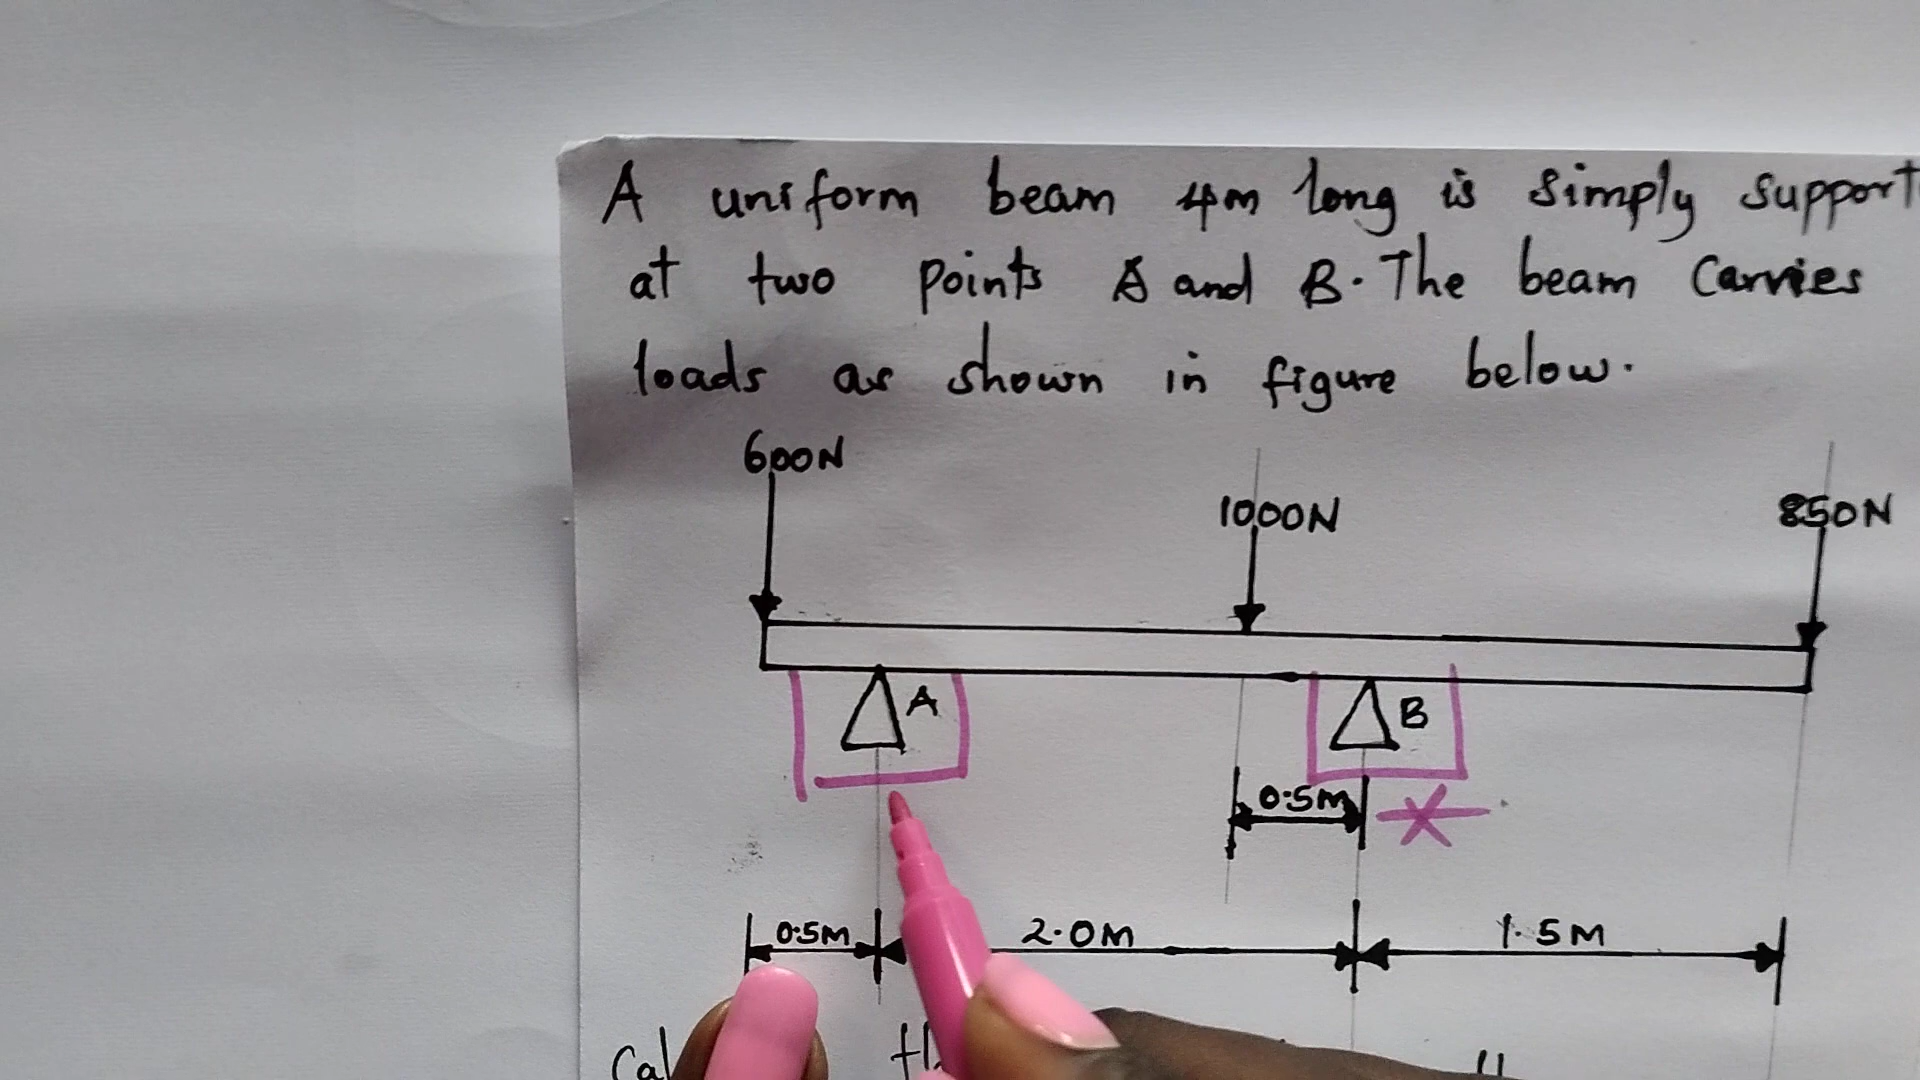 A uniform beam 4m long is simply support
at two points A and B. The beam carries
loads as shown in figure below.
600N
1000N
850N
A
B
0.5M
0.5M
2.0M
1.5M
Cal